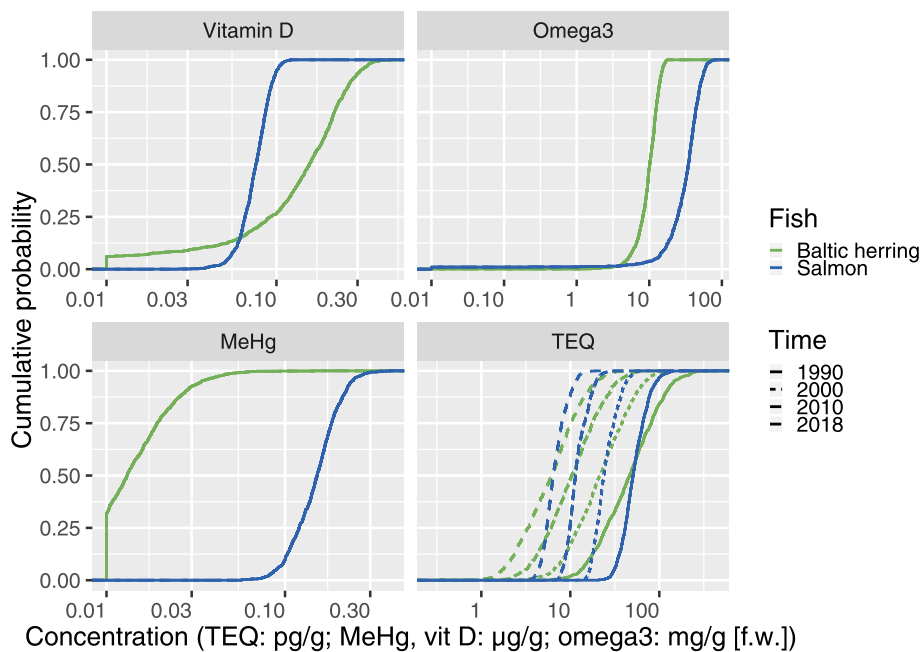 Vitamin D
Omega3
1.00
0.75
0.50
0.25
0.00
0.01 0.03 0.10 0.30
0.01 0.10 1 10 100
MeHg
TEQ
1.00
0.75
0.50
0.25
0.00
0.01 0.03 0.10 0.30
1 10 100
Cumulative probability
Concentration (TEQ: pg/g; MeHg, vit D: µg/g; omega3: mg/g [f.w.])
Fish
Baltic herring
Salmon
Time
1990
2000
2010
2018